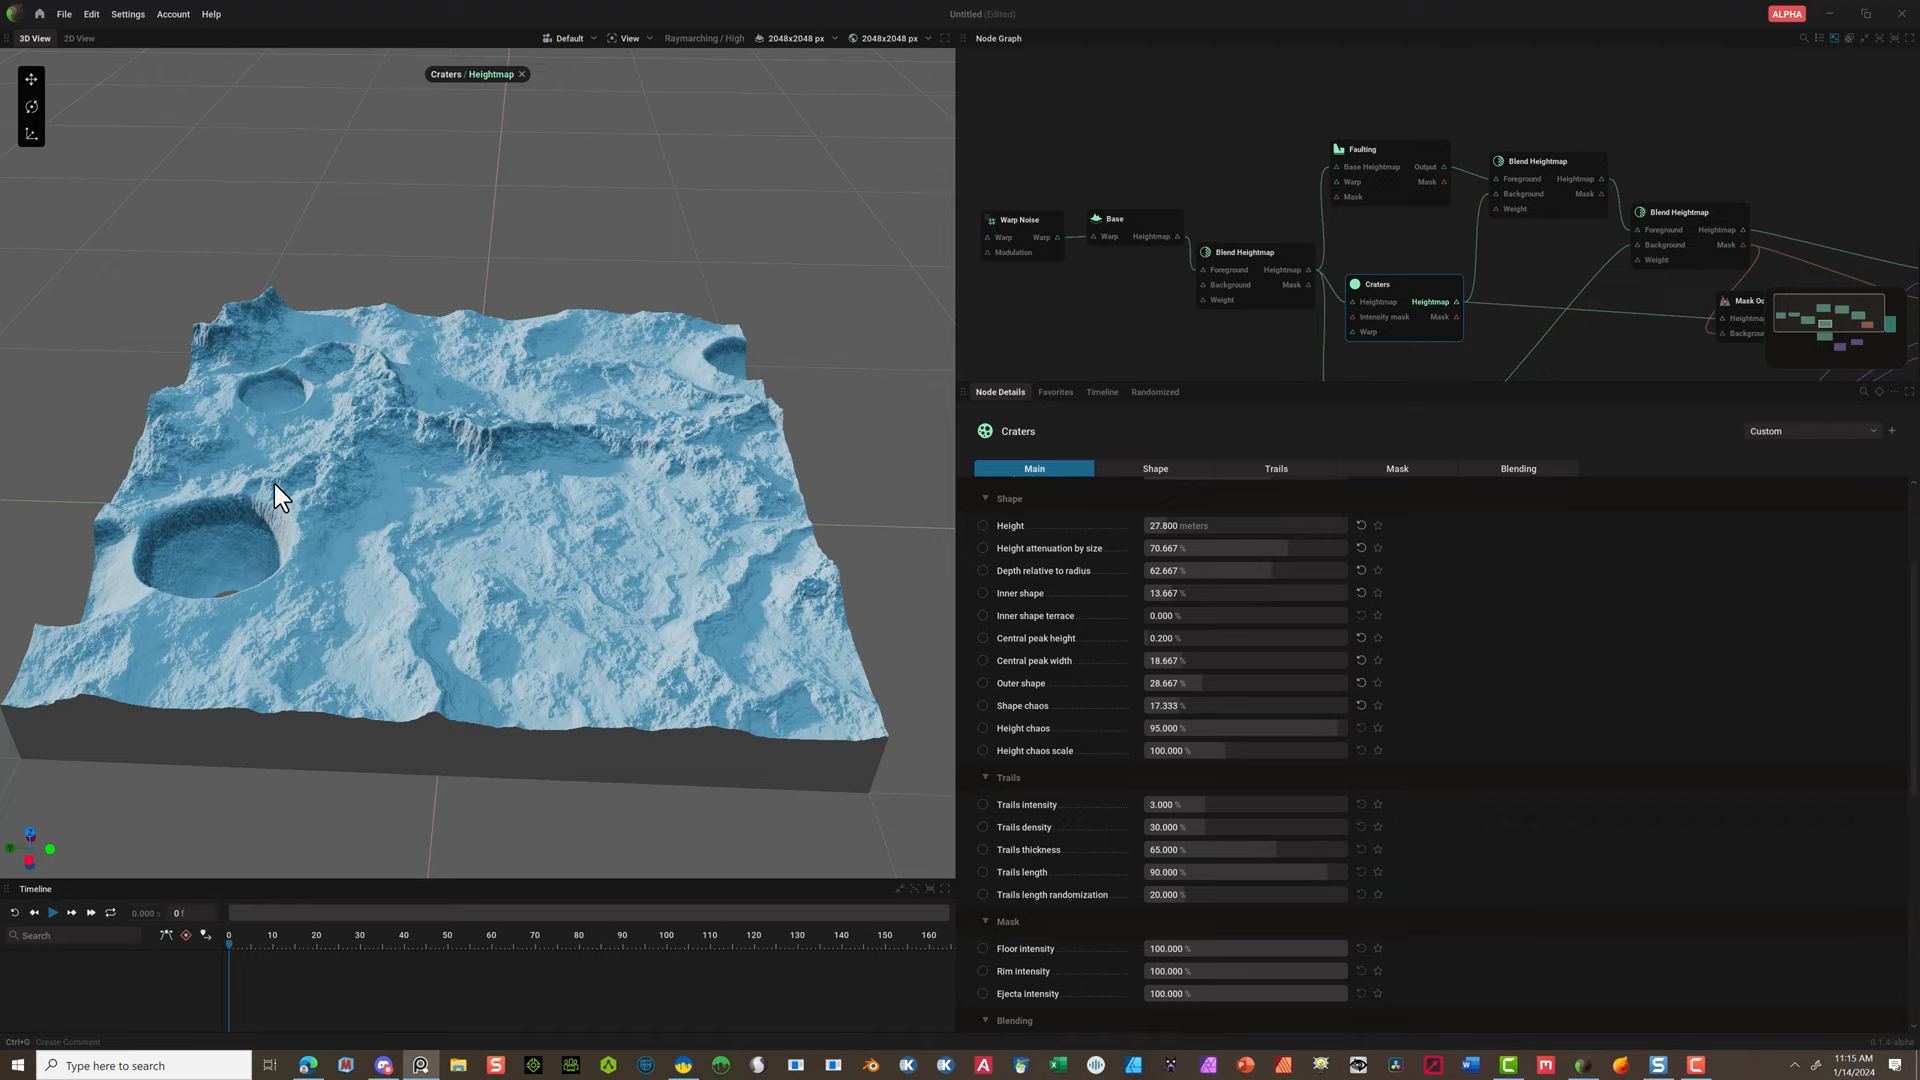 File Edit Settings Account Help
Untitled (Edited)
ALPHA
3D View 2D View
Default View Raymarching / High 2048x2048 px 2048x2048 px
Craters / Heightmap
Node Graph
Faulting
Base Heightmap Output
Warp Mask
Mask
Blend Heightmap
Foreground Heightmap
Background Mask
Weight
Warp Noise
Warp Warp
Modulation
Base
Warp Heightmap
Blend Heightmap
Foreground Heightmap
Background Mask
Weight
Blend Heightmap
Foreground Heightmap
Background Mask
Weight
Craters
Heightmap Heightmap
Intensity mask Mask
Warp
Mask Oc
Heightma
Backgrour
Node Details Favorites Timeline Randomized
Craters
Custom
Main Shape Trails Mask Blending
Shape
Height 27.800 meters
Height attenuation by size 70.667 %
Depth relative to radius 62.667 %
Inner shape 13.667 %
Inner shape terrace 0.000 %
Central peak height 0.200 %
Central peak width 18.667 %
Outer shape 28.667 %
Shape chaos 17.333 %
Height chaos 95.000 %
Height chaos scale 100.000 %
Trails
Trails intensity 3.000 %
Trails density 30.000 %
Trails thickness 65.000 %
Trails length 90.000 %
Trails length randomization 20.000 %
Mask
Floor intensity 100.000 %
Rim intensity 100.000 %
Ejecta intensity 100.000 %
Blending
Z
Y
Timeline
0.000 s 0 f
Search
0 10 20 30 40 50 60 70 80 90 100 110 120 130 140 150 160
Ctrl+G Create Comment
0.1.4-alpha
Type here to search
11:15 AM
1/14/2024